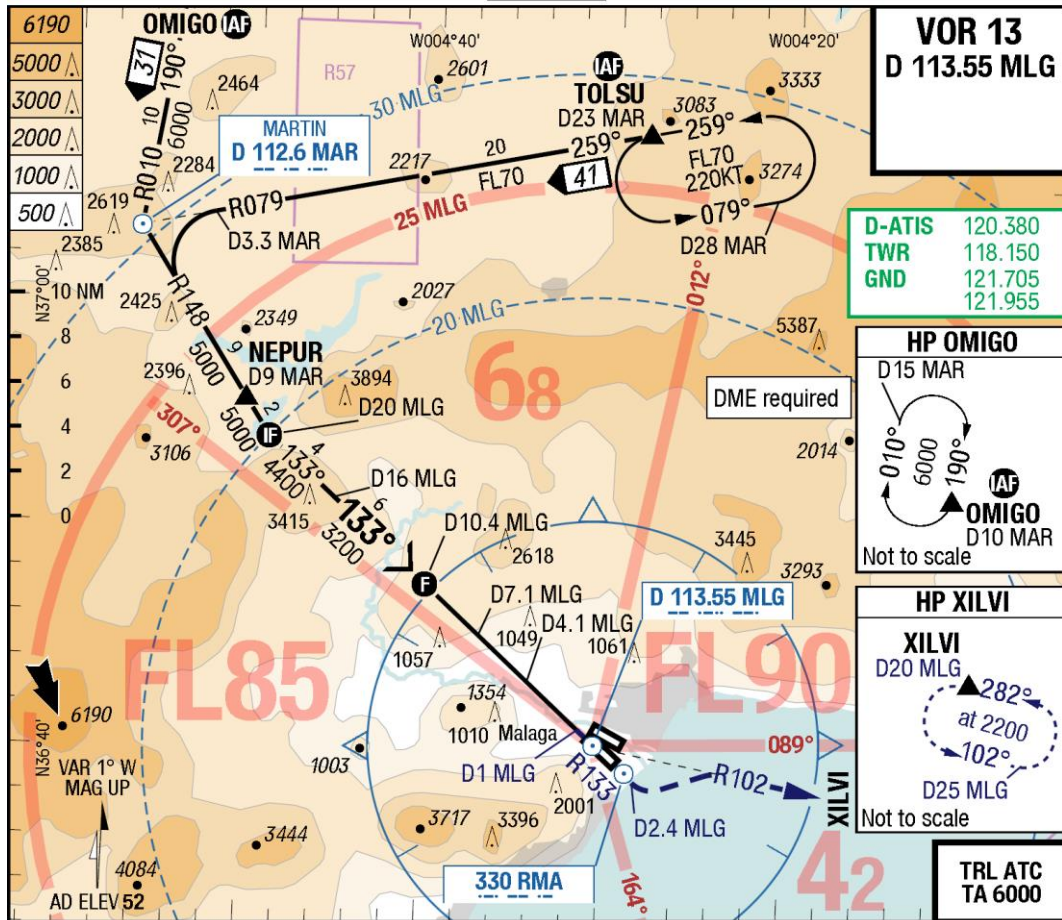 6190
5000
3000
2000
1000
500
OMIGO IAF
31
190°
R010
10
6000
2464
2284
2619
2385
R57
W004°40'
W004°20'
2601
30 MLG
IAF
TOLSU
D23 MAR
3083
3333
259°
259°
FL70
220KT
3274
079°
D28 MAR
41
20
FL70
2217
R079
D3.3 MAR
25 MLG
MARTIN
D 112.6 MAR
VOR 13
D 113.55 MLG
D-ATIS 120.380
TWR 118.150
GND 121.705
121.955
N37°00'
10 NM
8
6
4
2
0
2425
R148
2349
9
NEPUR
D9 MAR
5000
2396
2
5000
3894
D20 MLG
IF
2027
20 MLG
012°
5387
68
DME required
2014
307°
3106
4
133°
4400
D16 MLG
6
133°
3415
3200
D10.4 MLG
2618
F
D7.1 MLG
D4.1 MLG
1049
1057
1061
3445
3293
D 113.55 MLG
HP OMIGO
D15 MAR
010°
6000
190°
IAF
OMIGO
D10 MAR
Not to scale
HP XILVI
XILVI
D20 MLG
282°
at 2200
102°
D25 MLG
Not to scale
FL85
FL90
6190
N36°40'
VAR 1° W
MAG UP
1354
1010
Malaga
1003
D1 MLG
R133
089°
R102
XILVI
D2.4 MLG
2001
3717
3396
3444
4084
AD ELEV 52
330 RMA
164°
42
TRL ATC
TA 6000